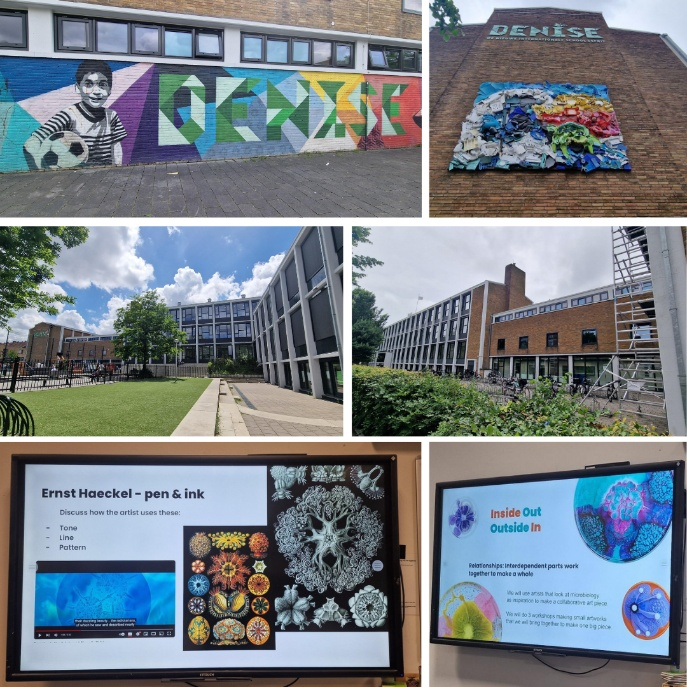 DENISE
DENISE
Ernst Haeckel - pen & ink
Discuss how the artist uses these:
- Tone
- Line
- Pattern
Inside Out
Outside In
Relationships: Interdependent parts work
together to make a whole
We will use artists that look at microbiology
as inspiration to make a collaborative art piece
We will do 3 workshops making small artworks
that we will bring together to make one big piece